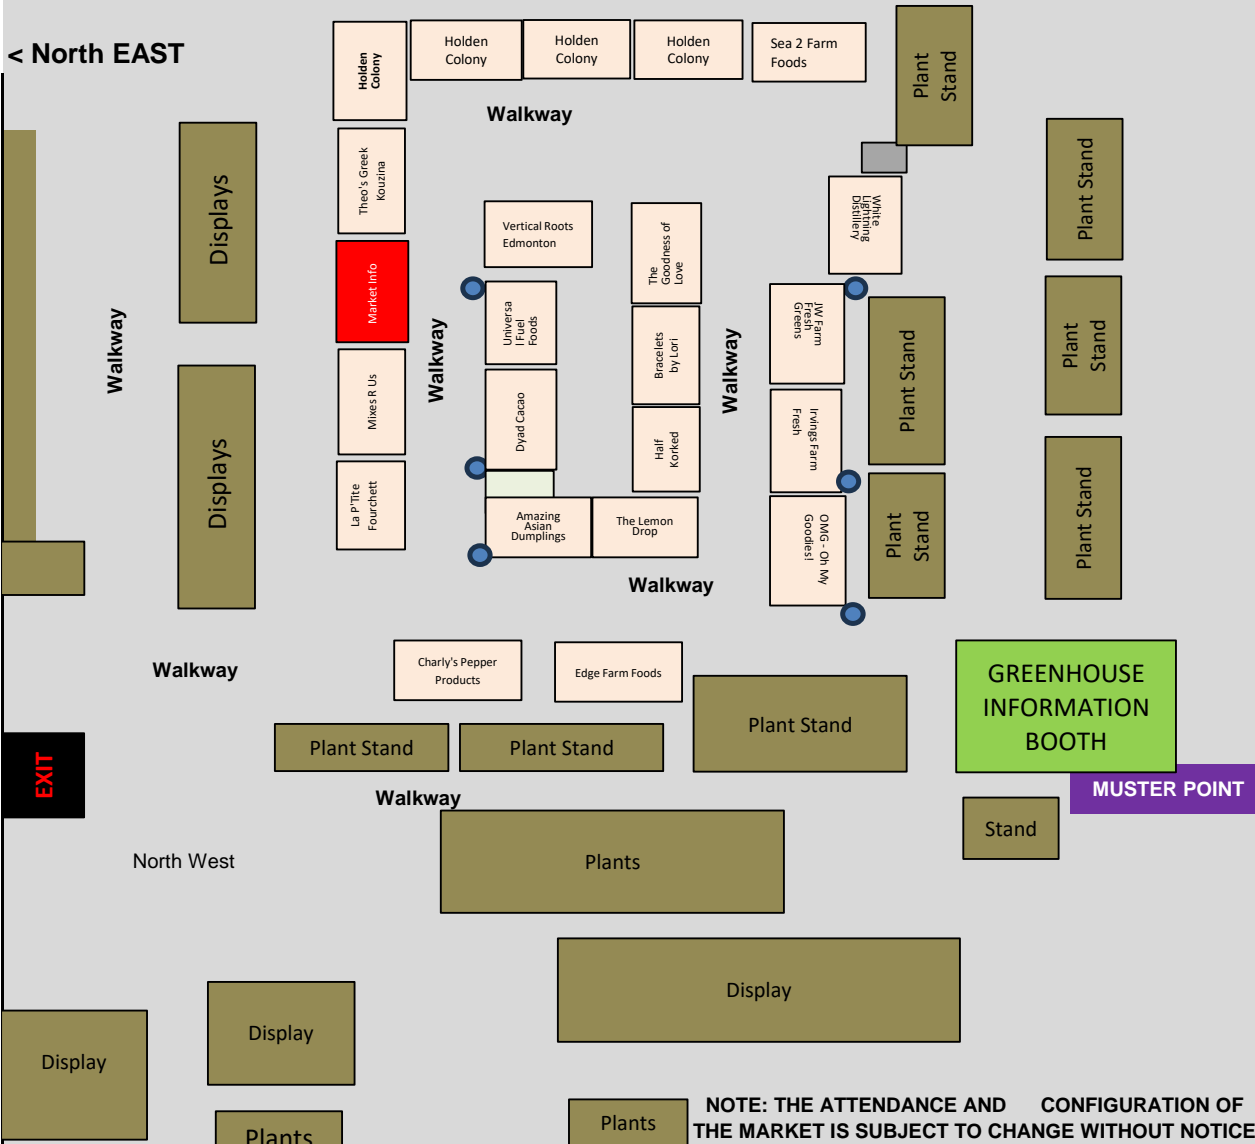 < North EAST
Holden
Colony
Holden
Colony
Holden
Colony
Holden
Colony
Sea 2 Farm
Foods
Plant
Stand
Walkway
Displays
Theo's Greek
Kouzina
Plant Stand
White
Lightning
Distillery
Vertical Roots
Edmonton
The
Goodness of
Love
Market Info
Universa
l Fuel
Foods
JW Farm
Fresh
Greens
Plant Stand
Plant
Stand
Walkway
Walkway
Bracelets
by Lori
Walkway
Mixes R Us
Dyad Cacao
Irvings Farm
Fresh
Half
Korked
Displays
La P'Tite
Fourchett
Amazing
Asian
Dumplings
The Lemon
Drop
OMG - Oh My
Goodies!
Plant
Stand
Plant Stand
Walkway
Walkway
Charly's Pepper
Products
Edge Farm Foods
GREENHOUSE
INFORMATION
BOOTH
Plant Stand
Plant Stand
Plant Stand
EXIT
MUSTER POINT
Walkway
Stand
North West
Plants
Display
Display
Display
Plants
Plants
NOTE: THE ATTENDANCE AND CONFIGURATION OF
THE MARKET IS SUBJECT TO CHANGE WITHOUT NOTICE